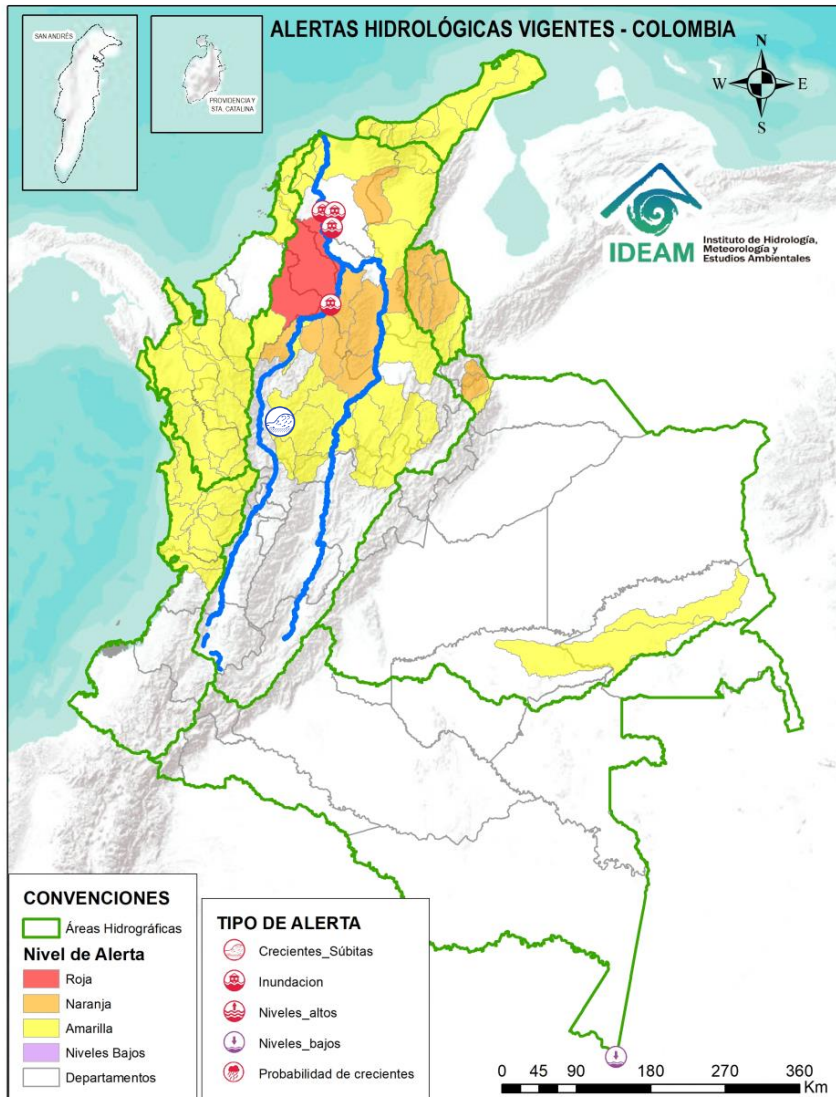 ALERTAS HIDROLÓGICAS VIGENTES - COLOMBIA
SAN ANDRÉS
PROVIDENCIA Y
STA. CATALINA
N
W
E
S
IDEAM
Instituto de Hidrología,
Meteorología y
Estudios Ambientales
CONVENCIONES
Áreas Hidrográficas
Nivel de Alerta
Roja
Naranja
Amarilla
Niveles Bajos
Departamentos
TIPO DE ALERTA
Crecientes_Súbitas
Inundacion
Niveles_altos
Niveles_bajos
Probabilidad de crecientes
0 45 90 180 270 360
Km